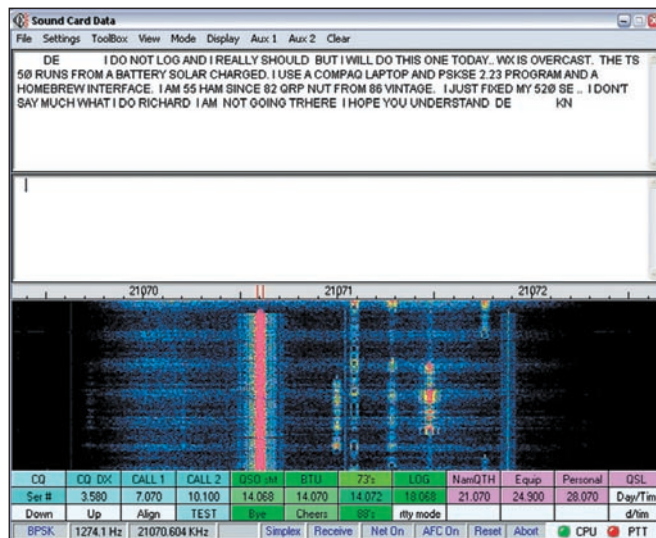 Sound Card Data
File Settings ToolBox View Mode Display Aux 1 Aux 2 Clear
DE I DO NOT LOG AND I REALLY SHOULD BUT I WILL DO THIS ONE TODAY.. WX IS OVERCAST. THE TS
5Ø RUNS FROM A BATTERY SOLAR CHARGED. I USE A COMPAQ LAPTOP AND PSKSE 2.23 PROGRAM AND A
HOMEBREW INTERFACE. I AM 55 HAM SINCE 82 QRP NUT FROM 86 VINTAGE. I JUST FIXED MY 52Ø SE .. I DON'T
SAY MUCH WHAT I DO RICHARD I AM NOT GOING TRHERE I HOPE YOU UNDERSTAND DE KN
21070 21071 21072
CQ CQ DX CALL 1 CALL 2 QSO BTU 73's LOG NamQTH Equip Personal QSL
Ser # 3.580 7.070 10.100 14.068 14.070 14.072 18.068 21.070 24.900 28.070 Day/Tim
Down Up Align TEST Bye Cheers 88's rtty mode d/tim
BPSK 1274.1 Hz 21070.604 KHz Simplex Receive Net On AFC On Reset Abort CPU PTT